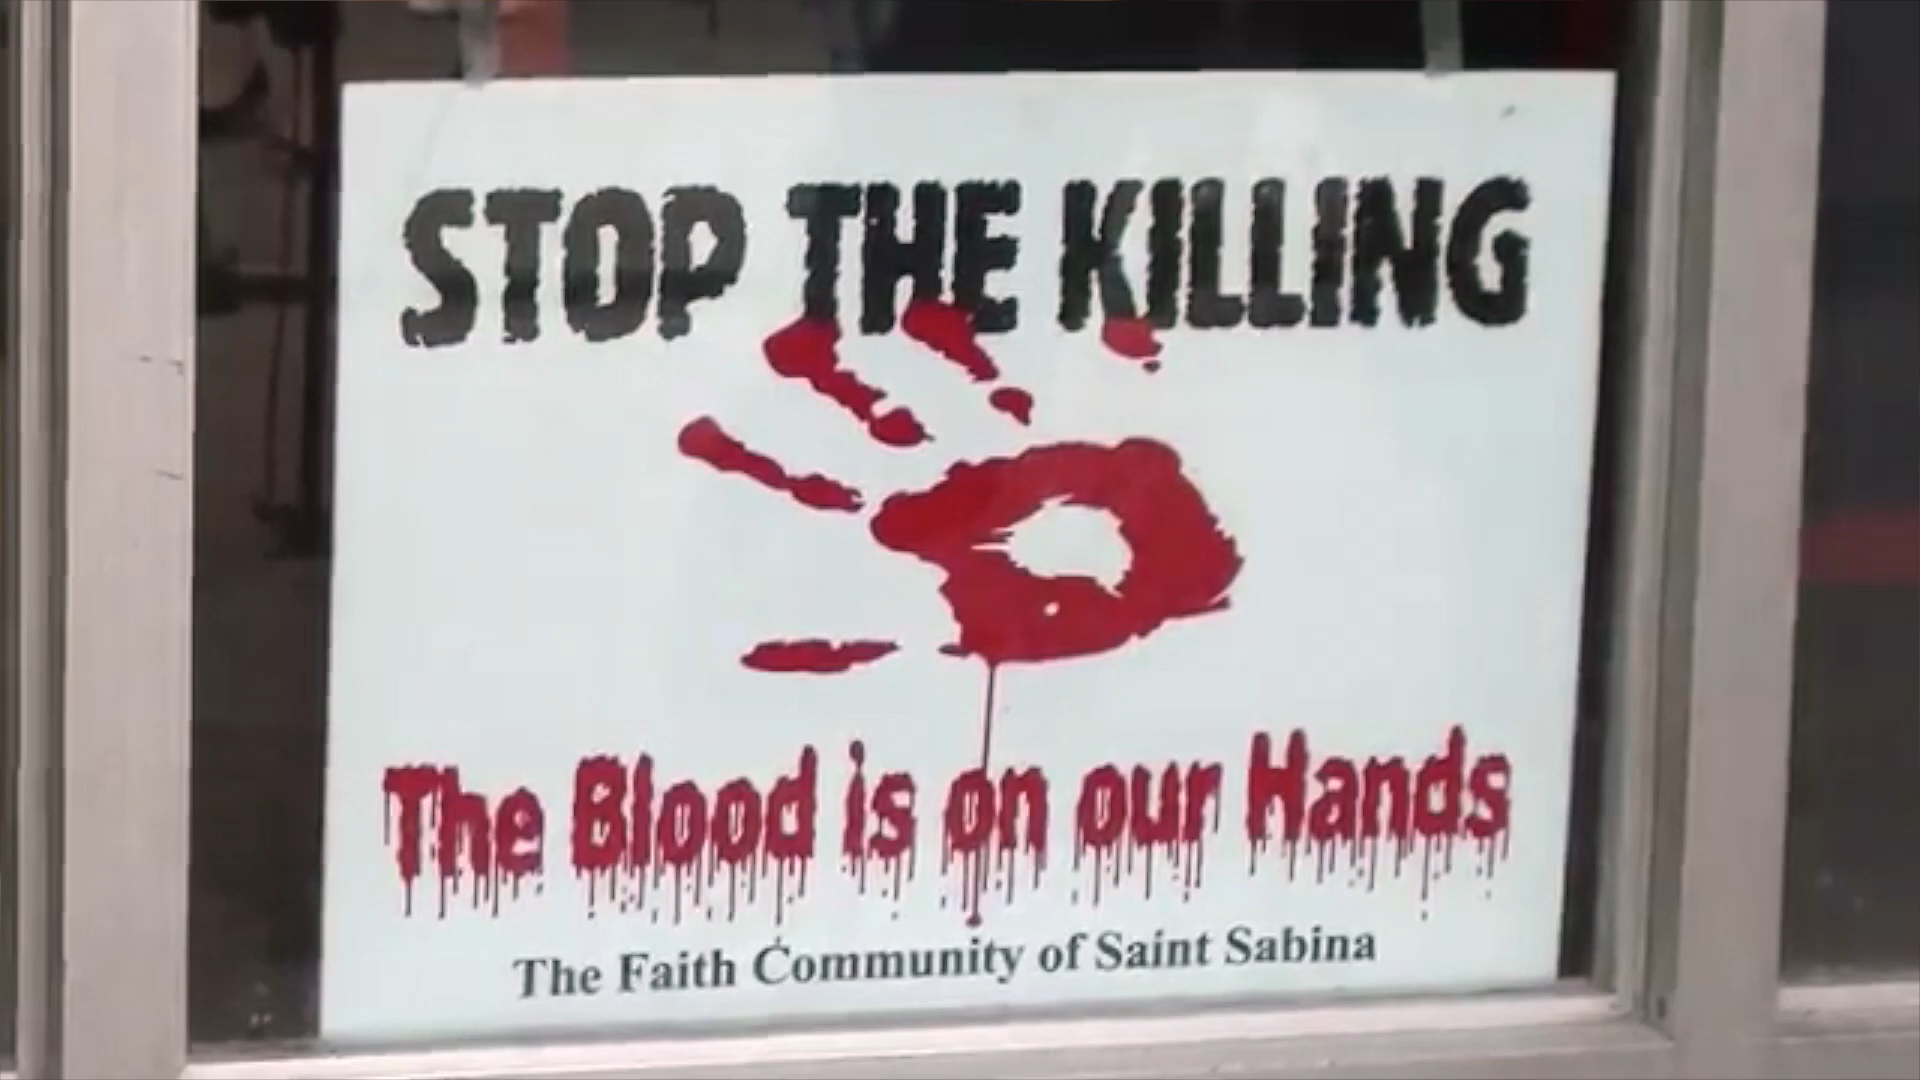 STOP THE KILLING
The Blood is on our Hands
The Faith Community of Saint Sabina